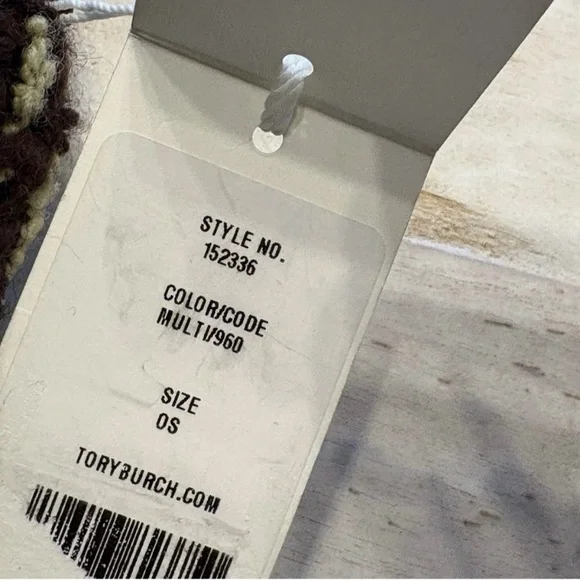 STYLE NO.
152336
COLOR/CODE
MULTI/960
SIZE
OS
TORYBURCH.COM